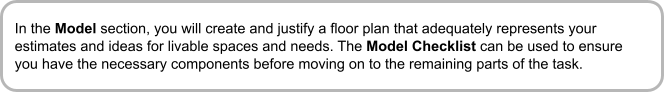 In the Model section, you will create and justify a floor plan that adequately represents your
estimates and ideas for livable spaces and needs. The Model Checklist can be used to ensure
you have the necessary components before moving on to the remaining parts of the task.